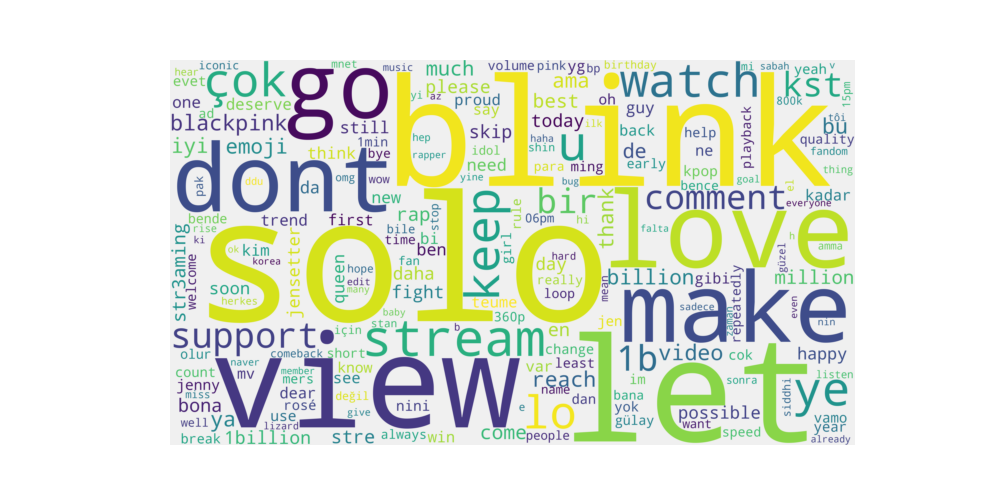 hear iconic mnet music volume pink yg birthday mi sabah yeah v
evet çok go much please ama bp watch kst
one ad deserve yi az proud best oh guy 800k 15pm
blackpink still hep say skip today blink back help playback bu tôi
iyi emoji 1min bye haha idol shin u de early ne quality fandom
think rapper need para ming ilk kpop bence goal thing
pak dont ddu da omg wow yine bug bir comment el kadar
bende trend first new rap stop keep rule hi thank falta everyone
rise ki bile time bi girl 06pm love h amma
str3aming welcome ok kim jensetter solo queen fan ben day hard mean billion gibi güzel million
soon korea hope daha really loop
herkes edit many fight teume jen make repeatedly sadece zaman even nin
support için baby stan b 360p en
olur naver comeback short stream change 1b video cok happy
count mv mers know see var least im sonra listen
jenny miss member dear view reach name dan bana let siddhi ye
bona use rosé değil nini e lo yok possible vamo
well ya lizard give people gülay want year
break 1billion stre always win come speed already